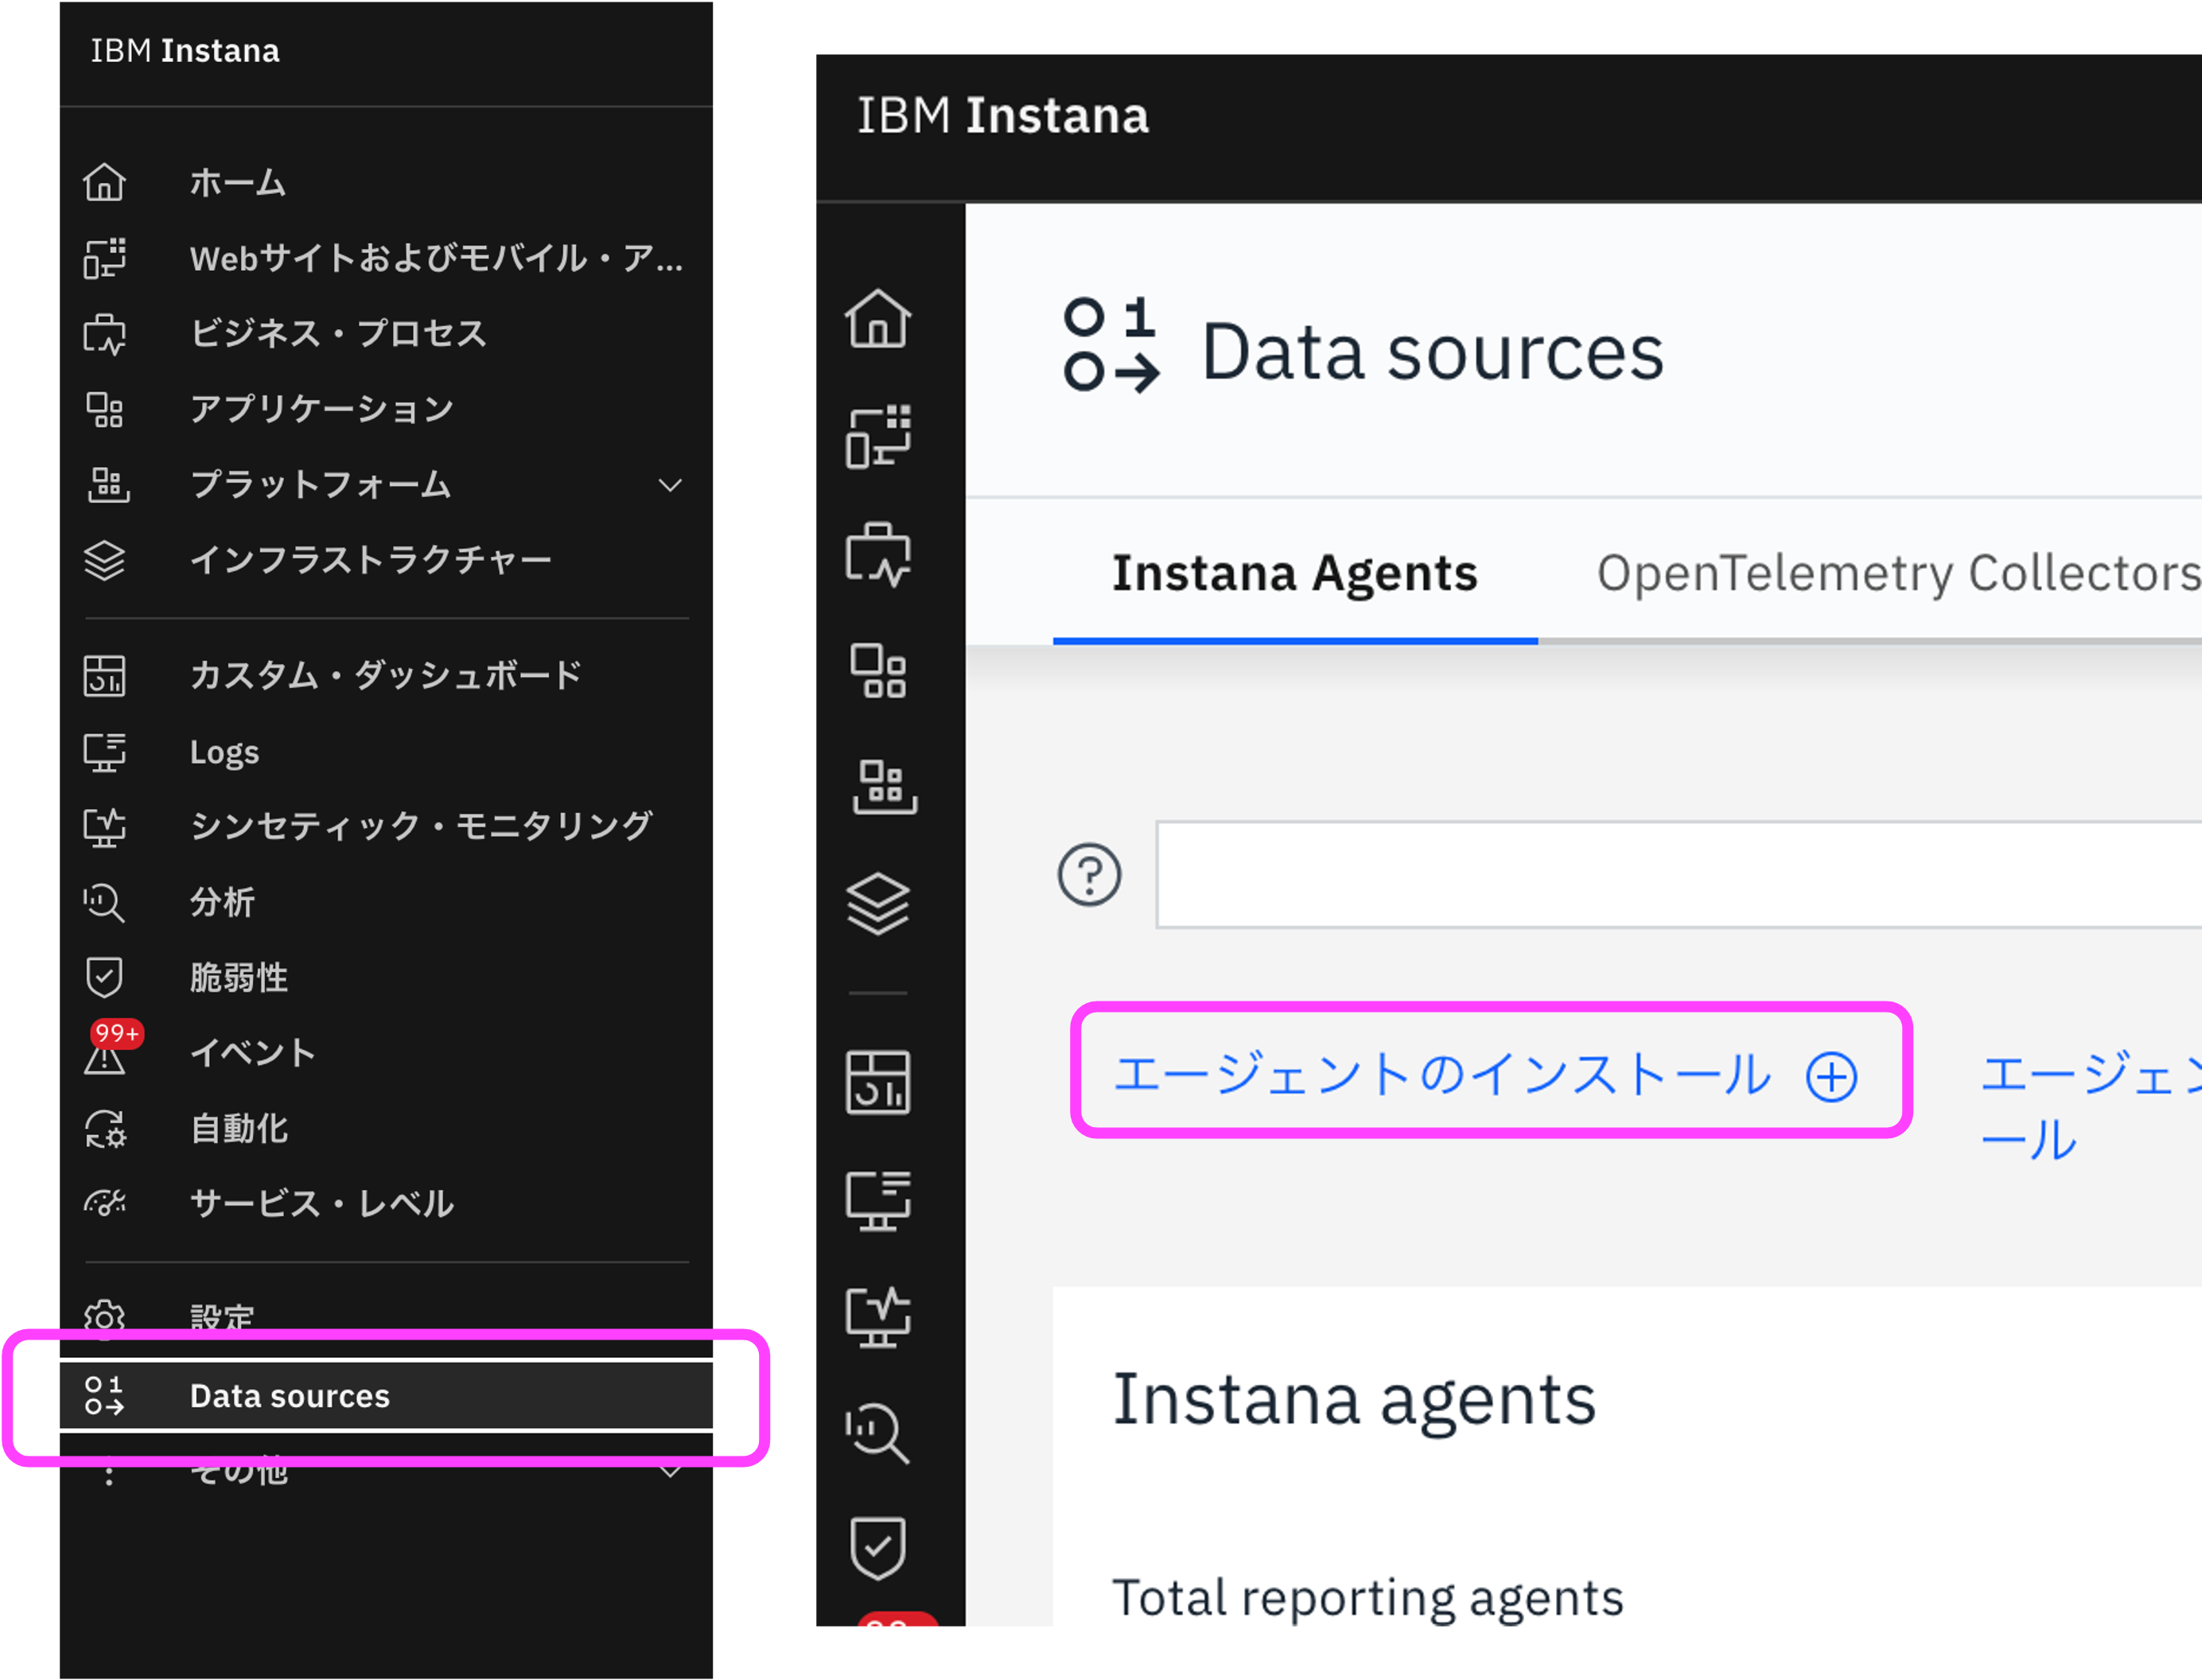 IBM Instana
ホーム
Webサイトおよびモバイル・ア...
ビジネス・プロセス
アプリケーション
プラットフォーム
インフラストラクチャー
カスタム・ダッシュボード
Logs
シンセティック・モニタリング
分析
脆弱性
99+
イベント
自動化
サービス・レベル
設定
Data sources
その他
IBM Instana
Data sources
Instana Agents
OpenTelemetry Collectors
エージェントのインストール
エージェン
ール
Instana agents
Total reporting agents